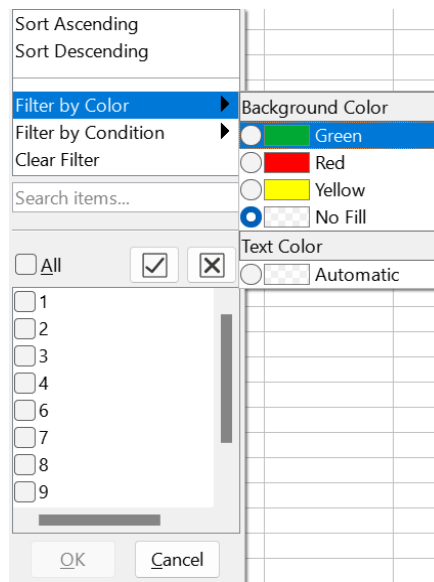 Sort Ascending
Sort Descending
Filter by Color
Filter by Condition
Clear Filter
Search items...
All
1
2
3
4
6
7
8
9
OK
Cancel
Background Color
Green
Red
Yellow
No Fill
Text Color
Automatic